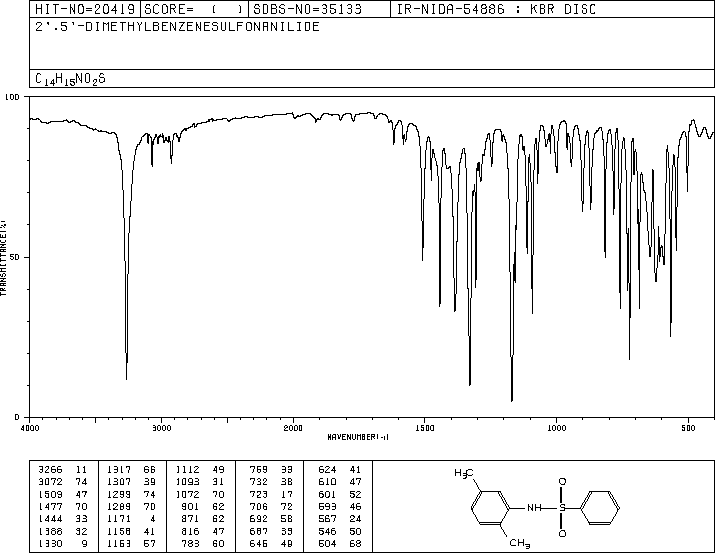 HIT-NO=20419 SCORE= ( ) SDBS-NO=35133 IR-NIDA-54886 : KBR DISC
2'.5'-DIMETHYLBENZENESULFONANILIDE
C14H15NO2S
100
50
0
TRANSMITTANCE(%)
4000 3000 2000 1500 1000 500
WAVENUMBER(-1)
3266 11 1317 66 1112 49 759 33 624 41
3072 74 1307 39 1093 31 732 38 610 47
1509 47 1299 74 1072 70 723 17 601 52
1477 70 1289 70 901 62 706 72 593 46
1444 33 1171 4 871 62 692 58 567 24
1386 32 1158 41 816 47 687 39 546 50
1330 9 1153 67 783 60 646 49 504 68
H3C
O
NH S
O
CH3